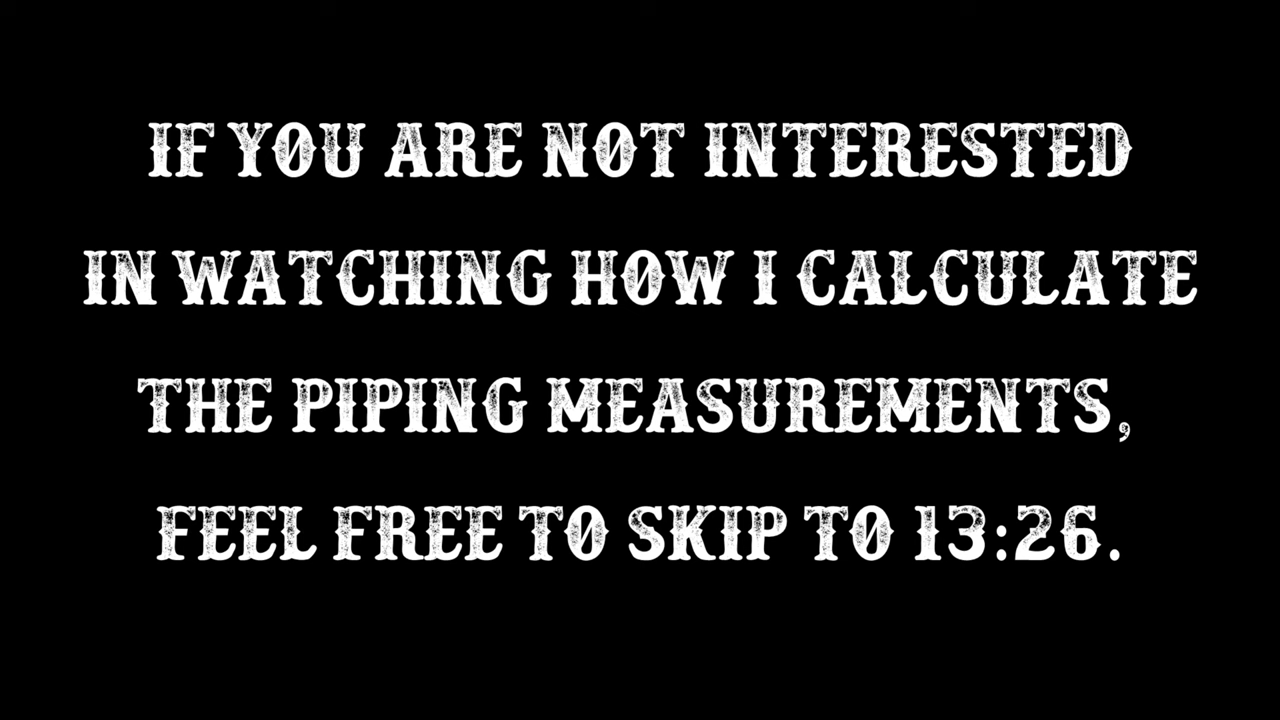 IF YOU ARE NOT INTERESTED
IN WATCHING HOW I CALCULATE
THE PIPING MEASUREMENTS,
FEEL FREE TO SKIP TO 13:26.